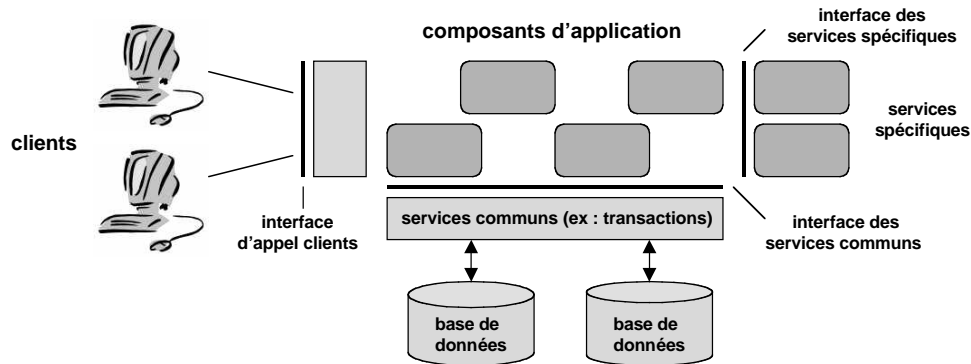 composants d'application
interface des
services spécifiques
clients
services
spécifiques
interface
d'appel clients
services communs (ex : transactions)
interface des
services communs
base de
données
base de
données